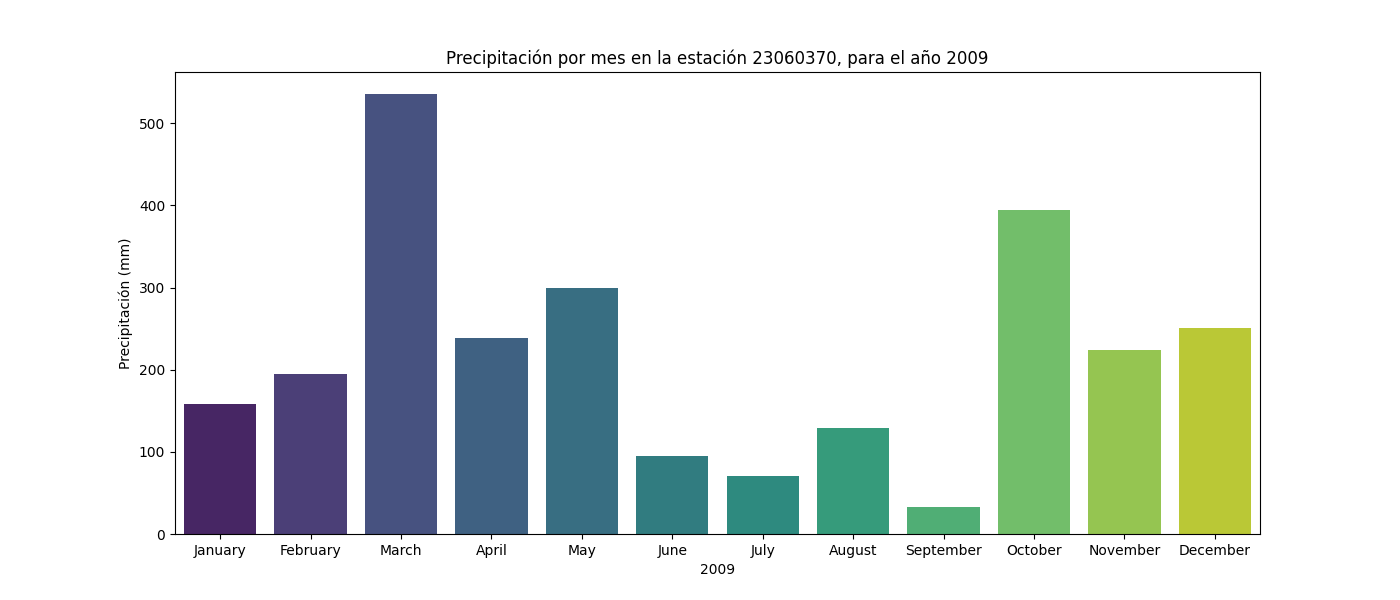 Precipitación por mes en la estación 23060370, para el año 2009
Precipitación (mm)
500
400
300
200
100
0
January February March April May June July August September October November December
2009